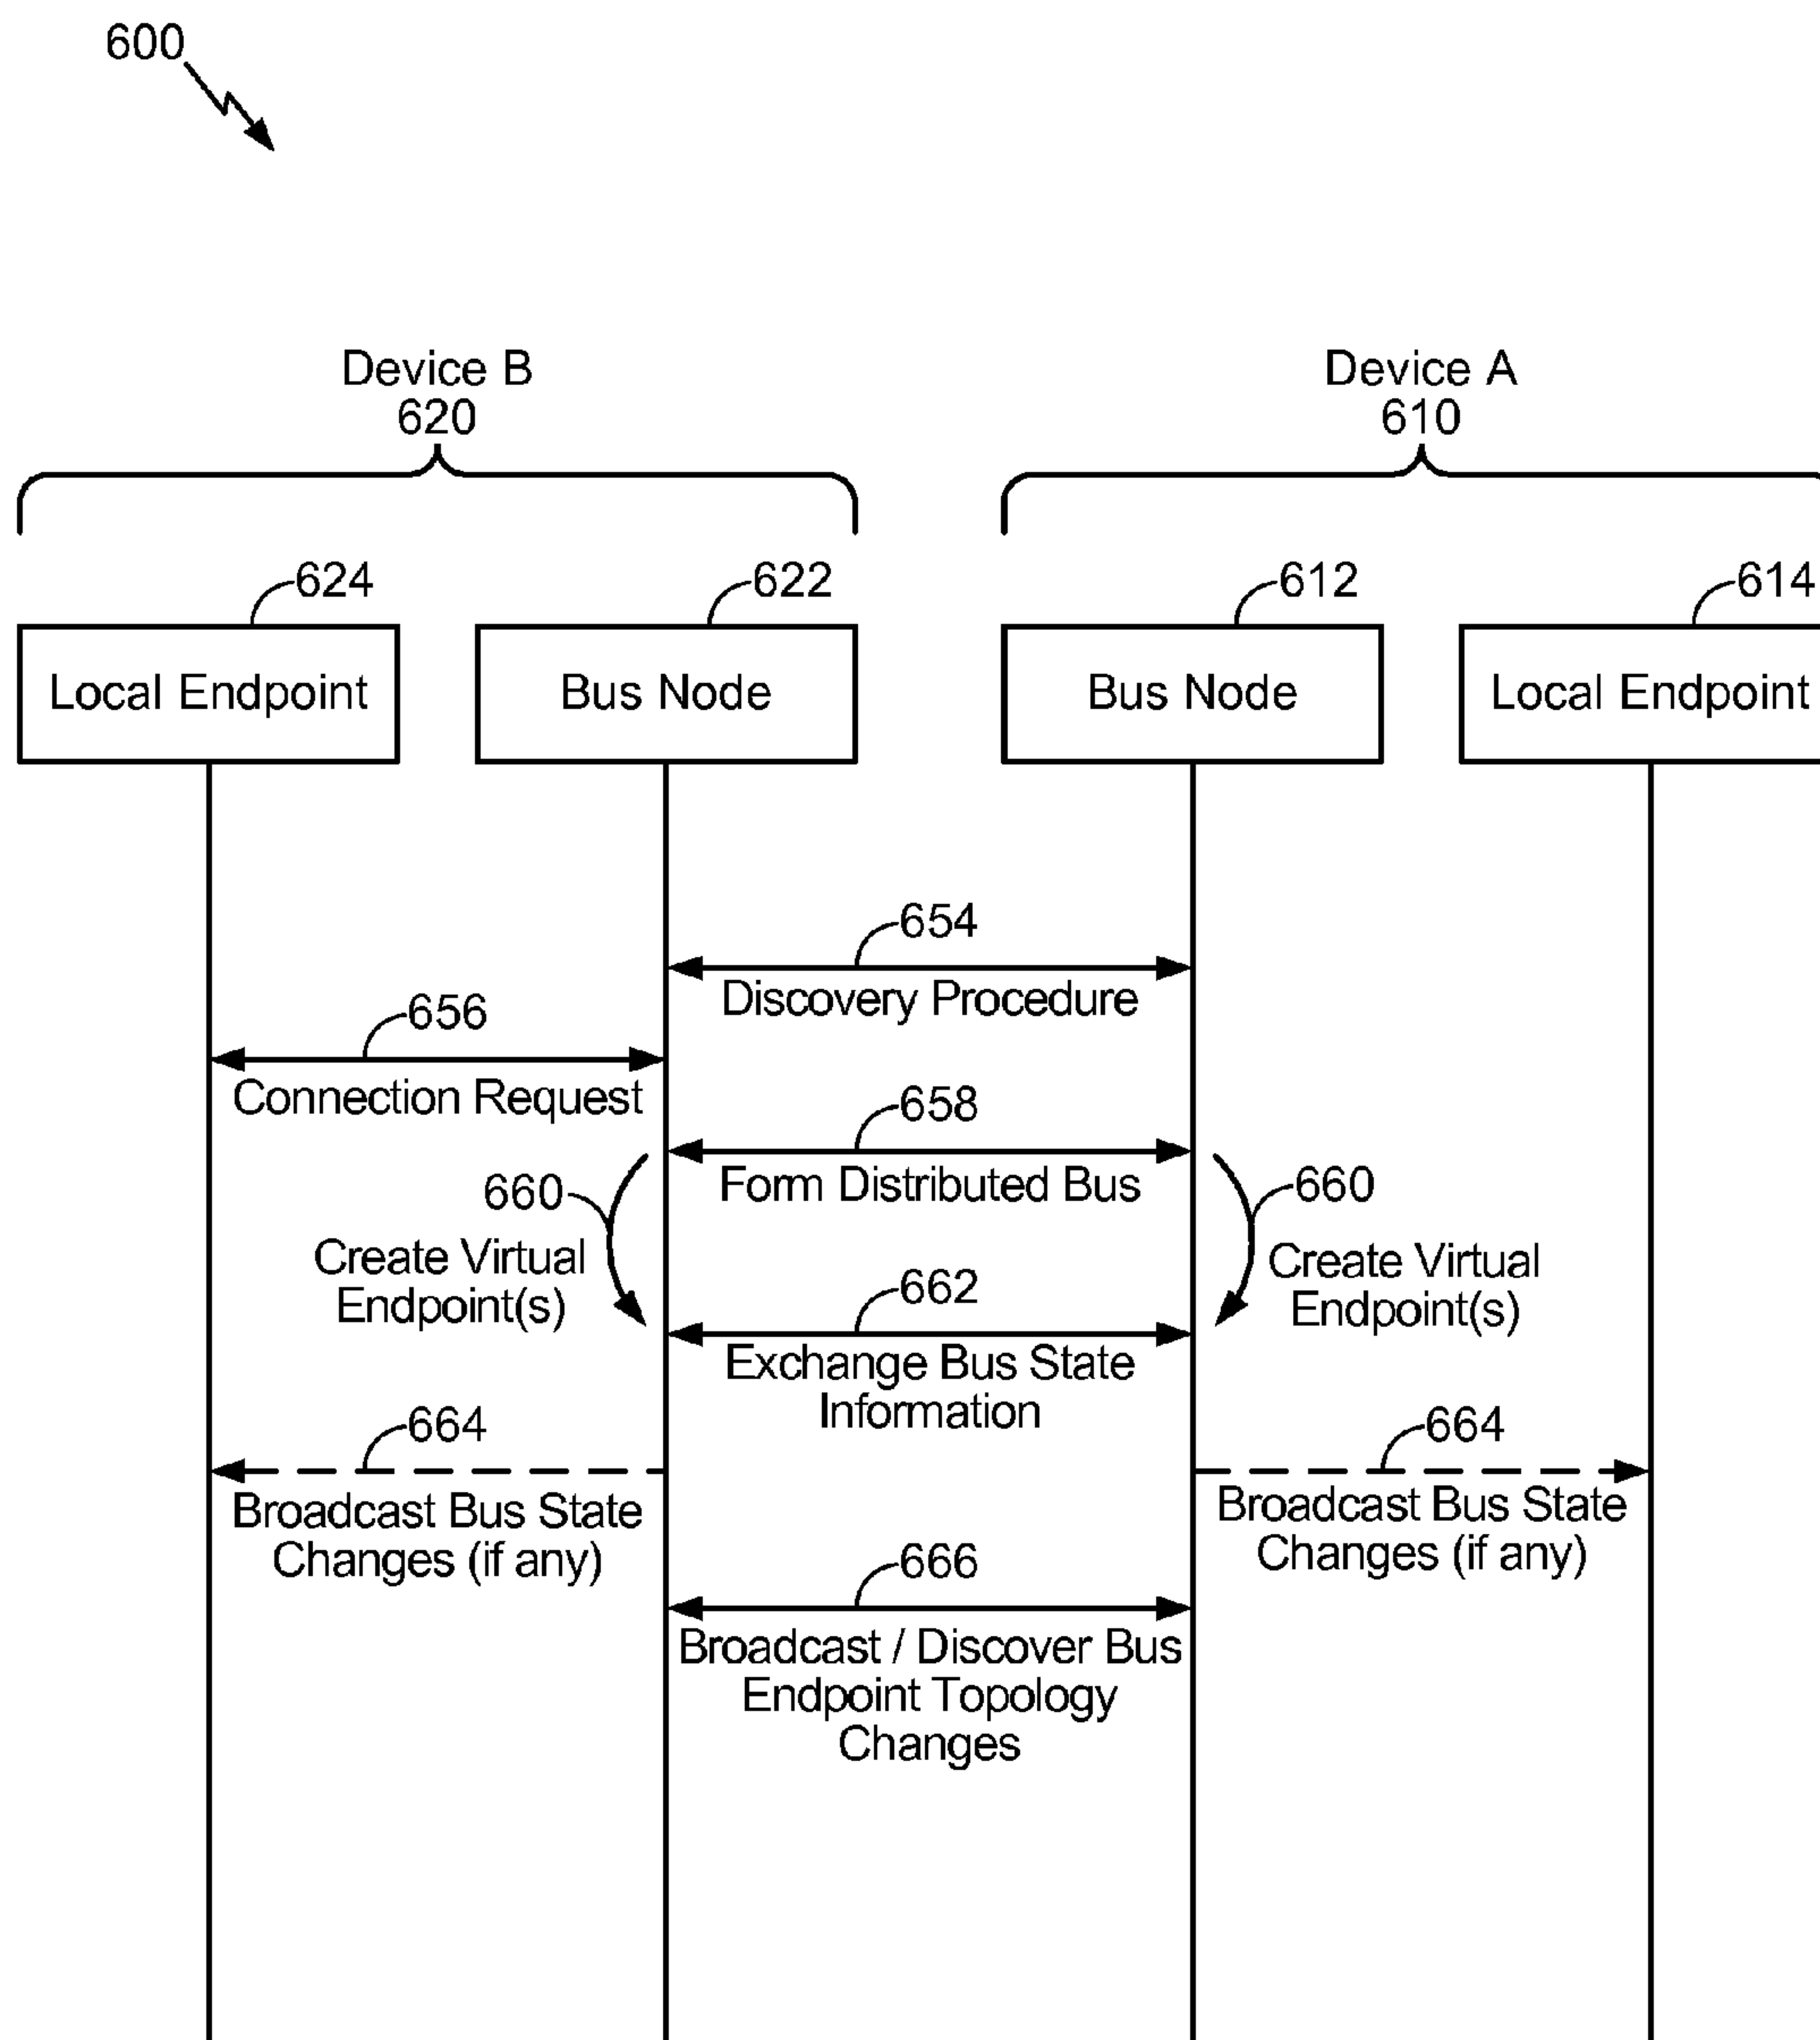 600
Device B
620
Device A
610
624
622
612
614
Local Endpoint
Bus Node
Bus Node
Local Endpoint
654
Discovery Procedure
656
Connection Request
658
Form Distributed Bus
660
Create Virtual
Endpoint(s)
660
Create Virtual
Endpoint(s)
662
Exchange Bus State
Information
664
Broadcast Bus State
Changes (if any)
664
Broadcast Bus State
Changes (if any)
666
Broadcast / Discover Bus
Endpoint Topology
Changes